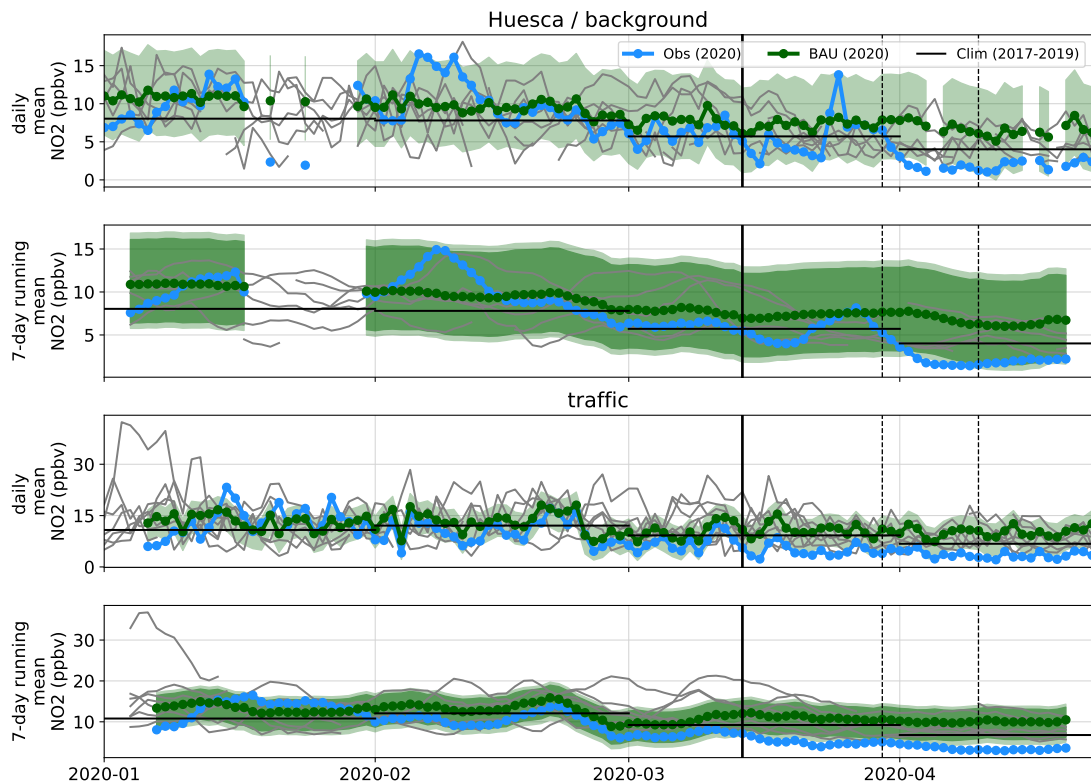 Huesca / background
Obs (2020)
BAU (2020)
Clim (2017-2019)
daily
mean
NO2 (ppbv)
15
10
5
0
7-day running
mean
NO2 (ppbv)
15
10
5
traffic
daily
mean
NO2 (ppbv)
30
15
0
7-day running
mean
NO2 (ppbv)
30
20
10
2020-01
2020-02
2020-03
2020-04